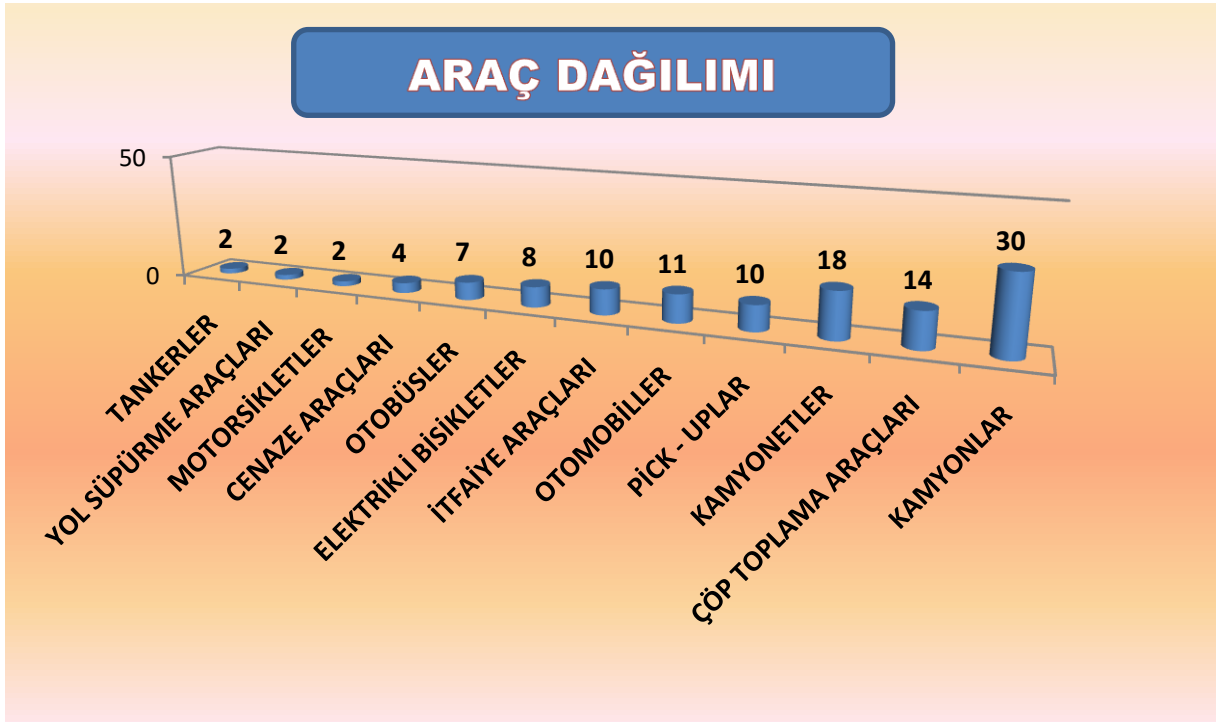 ARAÇ DAĞILIMI
50
0
2
2
2
4
7
8
10
11
10
18
14
30
TANKERLER
YOL SÜPÜRME ARAÇLARI
MOTORSİKLETLER
CENAZE ARAÇLARI
OTOBÜSLER
ELEKTRİKLİ BİSİKLETLER
İTFAİYE ARAÇLARI
OTOMOBİLLER
PİCK - UPLAR
KAMYONETLER
ÇÖP TOPLAMA ARAÇLARI
KAMYONLAR